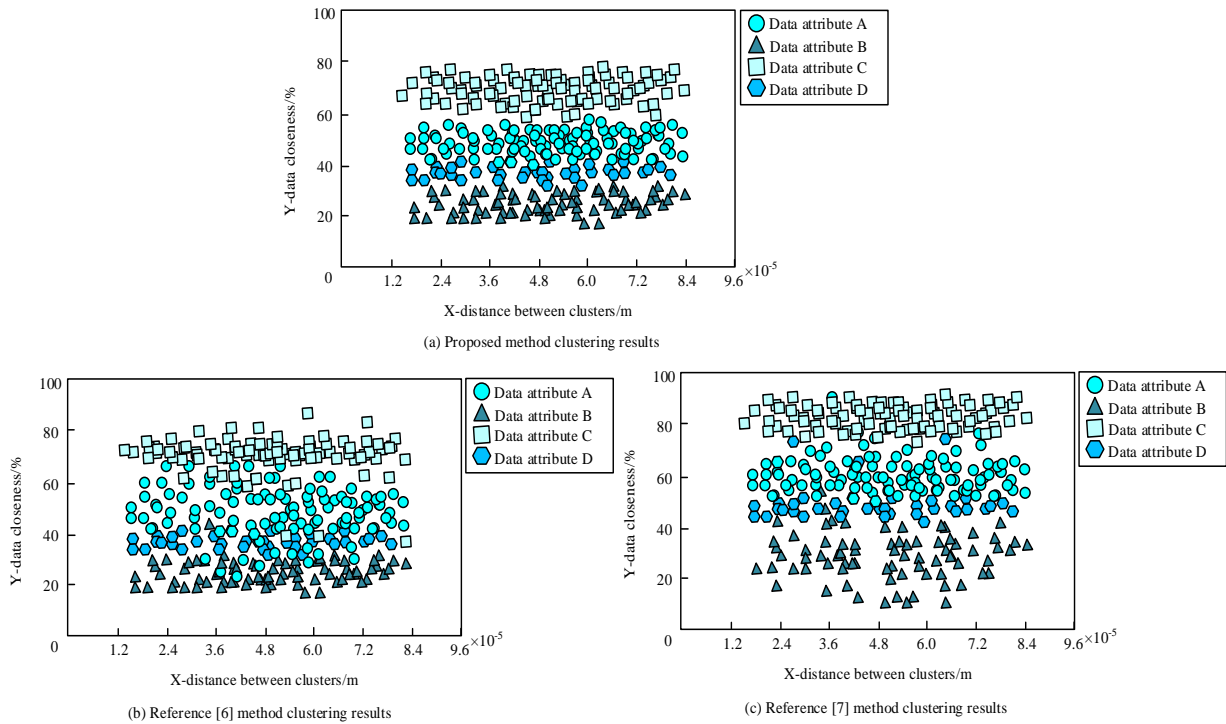 100
80
60
40
20
0
Y-data closeness/%
1.2 2.4 3.6 4.8 6.0 7.2 8.4 9.6
×10-5
X-distance between clusters/m
Data attribute A
Data attribute B
Data attribute C
Data attribute D
(a) Proposed method clustering results
100
80
60
40
20
0
Y-data closeness/%
1.2 2.4 3.6 4.8 6.0 7.2 8.4 9.6
×10-5
X-distance between clusters/m
Data attribute A
Data attribute B
Data attribute C
Data attribute D
(b) Reference [6] method clustering results
100
80
60
40
20
0
Y-data closeness/%
1.2 2.4 3.6 4.8 6.0 7.2 8.4 9.6
×10-5
X-distance between clusters/m
Data attribute A
Data attribute B
Data attribute C
Data attribute D
(c) Reference [7] method clustering results